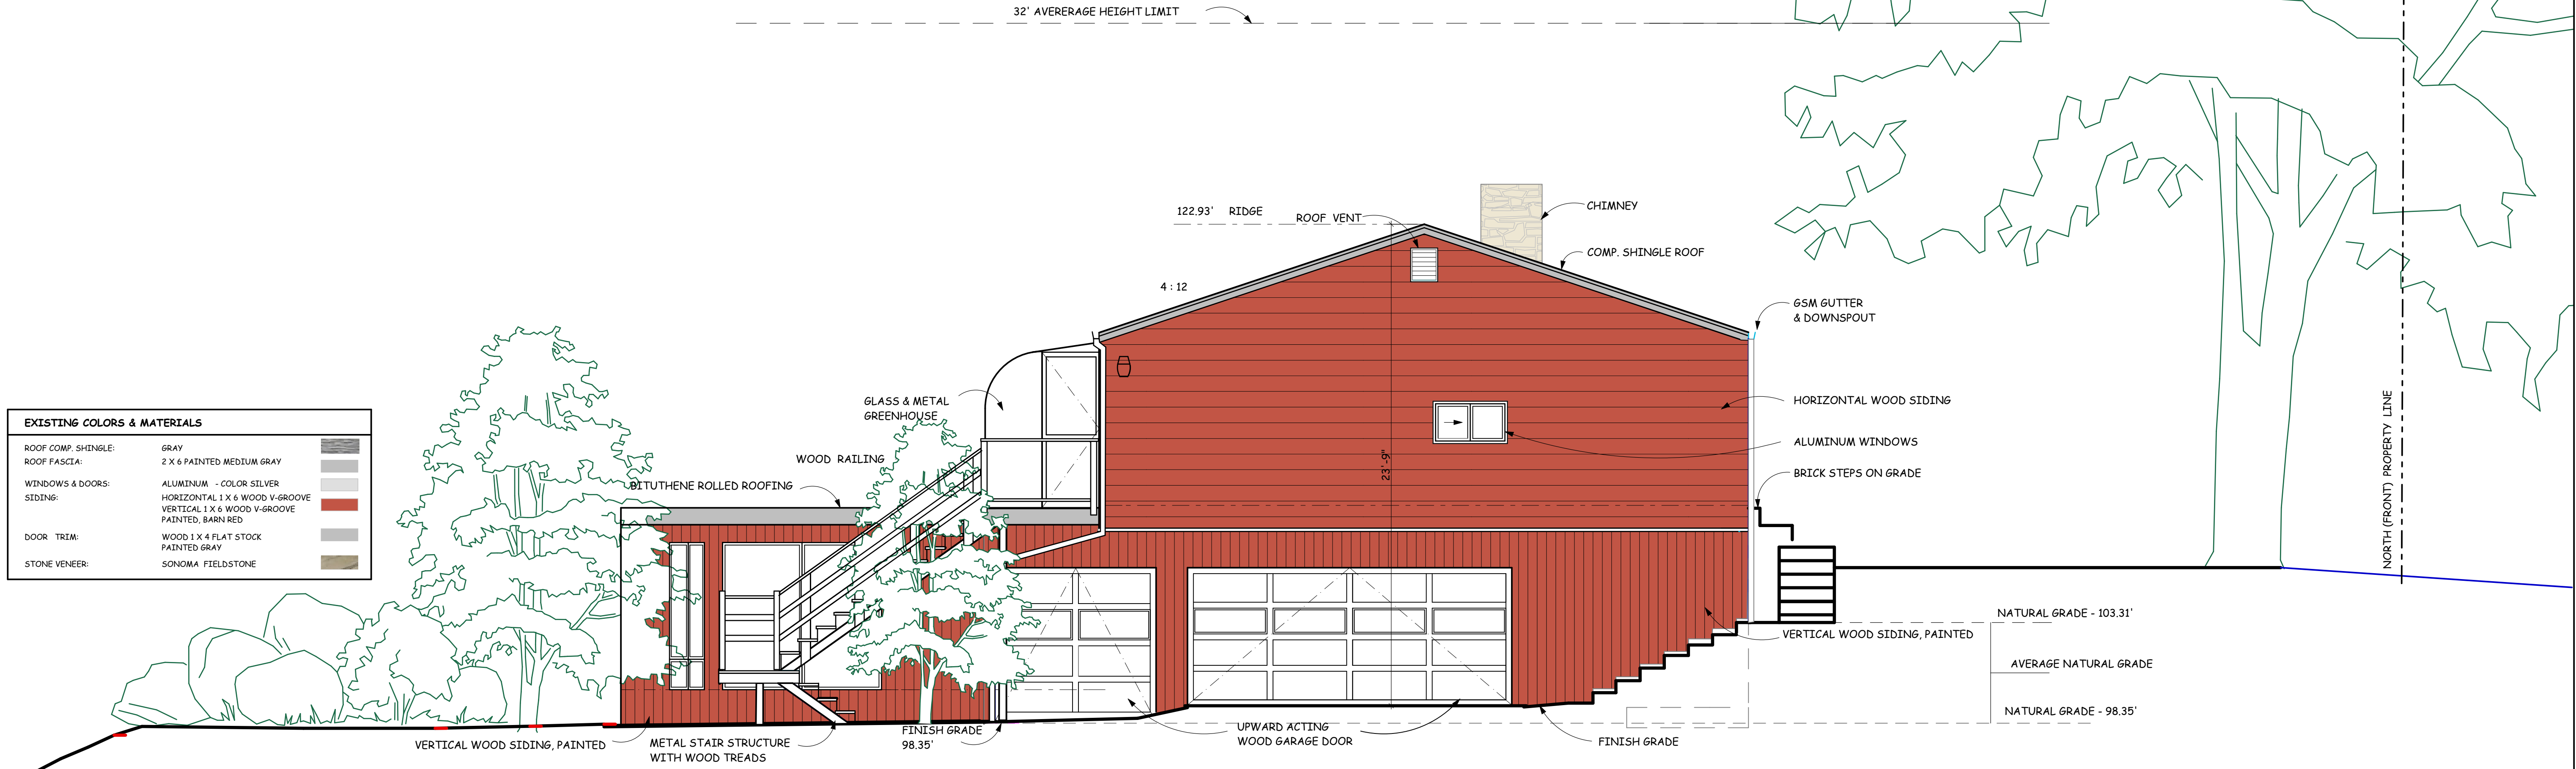 32' AVERERAGE HEIGHT LIMIT
122.93' RIDGE
ROOF VENT
CHIMNEY
COMP. SHINGLE ROOF
4 : 12
GSM GUTTER
& DOWNSPOUT
GLASS & METAL
GREENHOUSE
HORIZONTAL WOOD SIDING
ALUMINUM WINDOWS
WOOD RAILING
BITUTHENE ROLLED ROOFING
23'-9"
BRICK STEPS ON GRADE
NORTH (FRONT) PROPERTY LINE
EXISTING COLORS & MATERIALS
ROOF COMP. SHINGLE: GRAY
ROOF FASCIA: 2 X 6 PAINTED MEDIUM GRAY
WINDOWS & DOORS: ALUMINUM - COLOR SILVER
SIDING: HORIZONTAL 1 X 6 WOOD V-GROOVE
VERTICAL 1 X 6 WOOD V-GROOVE
PAINTED, BARN RED
DOOR TRIM: WOOD 1 X 4 FLAT STOCK
PAINTED GRAY
STONE VENEER: SONOMA FIELDSTONE
NATURAL GRADE - 103.31'
VERTICAL WOOD SIDING, PAINTED
AVERAGE NATURAL GRADE
NATURAL GRADE - 98.35'
VERTICAL WOOD SIDING, PAINTED
METAL STAIR STRUCTURE
WITH WOOD TREADS
FINISH GRADE
98.35'
UPWARD ACTING
WOOD GARAGE DOOR
FINISH GRADE